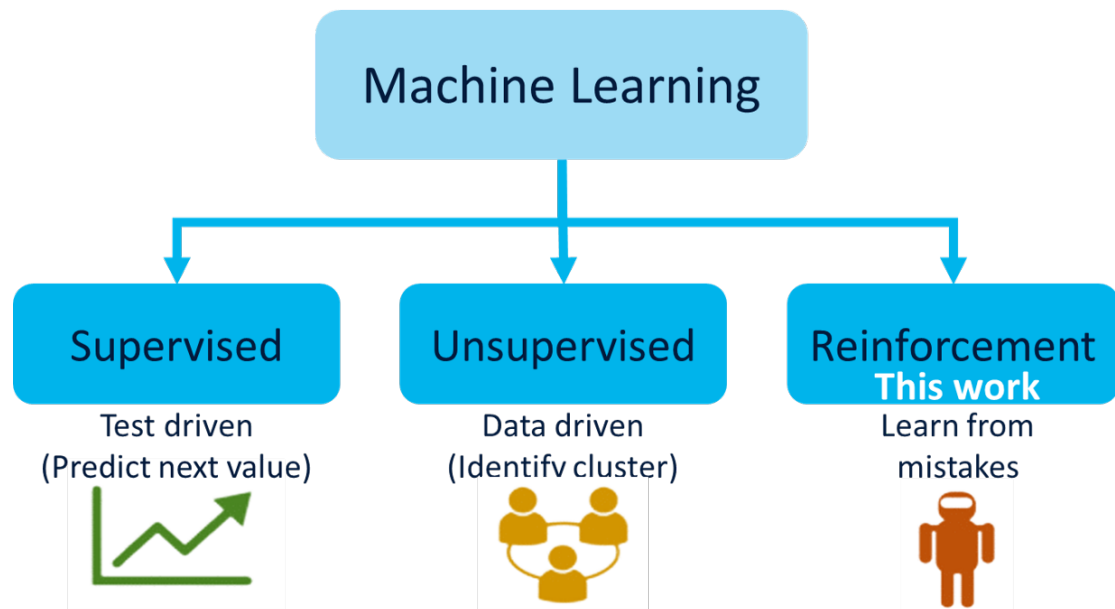 Machine Learning
Supervised
Test driven
(Predict next value)
Unsupervised
Data driven
(Identify cluster)
Reinforcement
This work
Learn from
mistakes